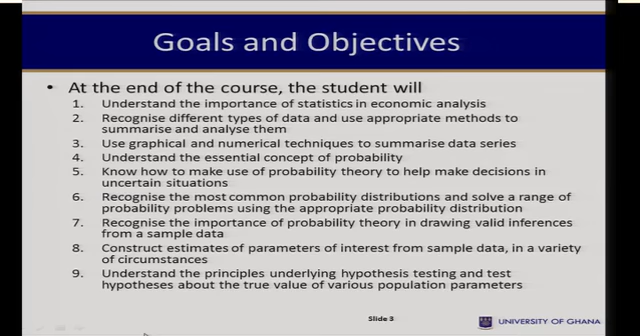 Goals and Objectives
• At the end of the course, the student will
1. Understand the importance of statistics in economic analysis
2. Recognise different types of data and use appropriate methods to
summarise and analyse them
3. Use graphical and numerical techniques to summarise data series
4. Understand the essential concept of probability
5. Know how to make use of probability theory to help make decisions in
uncertain situations
6. Recognise the most common probability distributions and solve a range of
probability problems using the appropriate probability distribution
7. Recognise the importance of probability theory in drawing valid inferences
from a sample data
8. Construct estimates of parameters of interest from sample data, in a variety
of circumstances
9. Understand the principles underlying hypothesis testing and test
hypotheses about the true value of various population parameters
Slide 3
UNIVERSITY OF GHANA